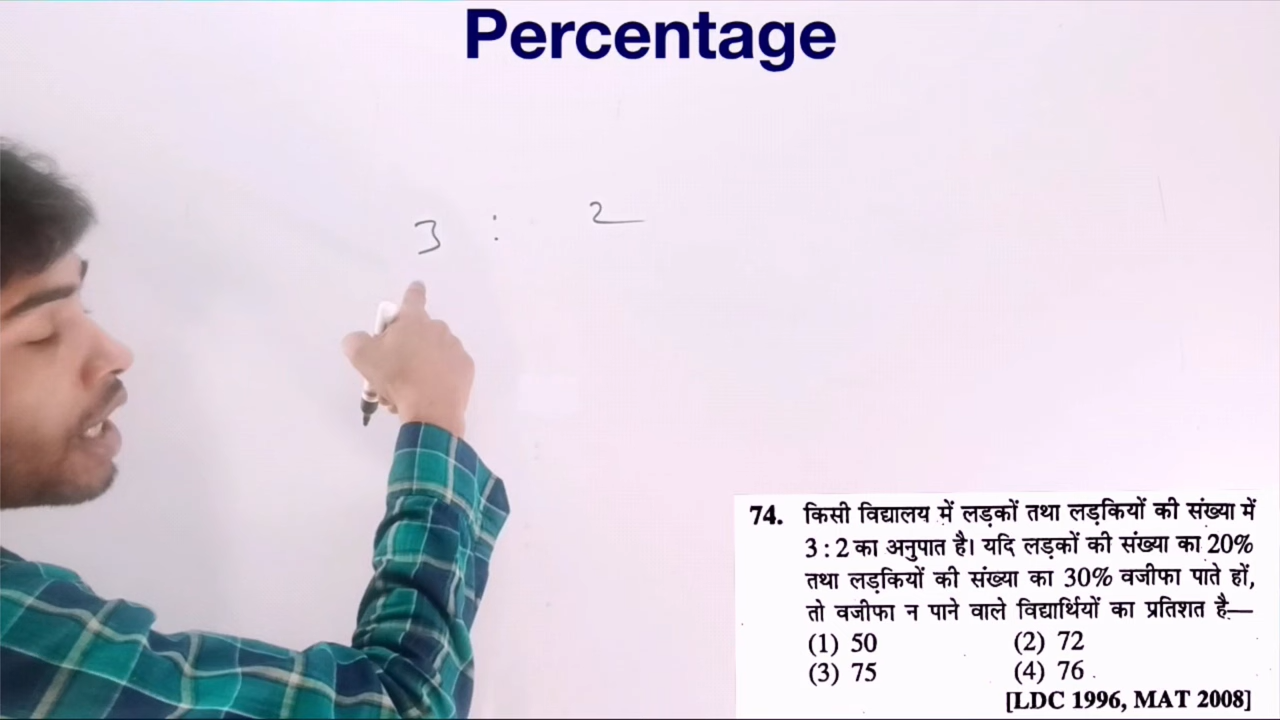 Percentage
3 : 2
74. किसी विद्यालय में लड़कों तथा लड़कियों की संख्या में
3 : 2 का अनुपात है। यदि लड़कों की संख्या का 20%
तथा लड़कियों की संख्या का 30% वजीफा पाते हों,
तो वजीफा न पाने वाले विद्यार्थियों का प्रतिशत है—
(1) 50 (2) 72
(3) 75 (4) 76
[LDC 1996, MAT 2008]